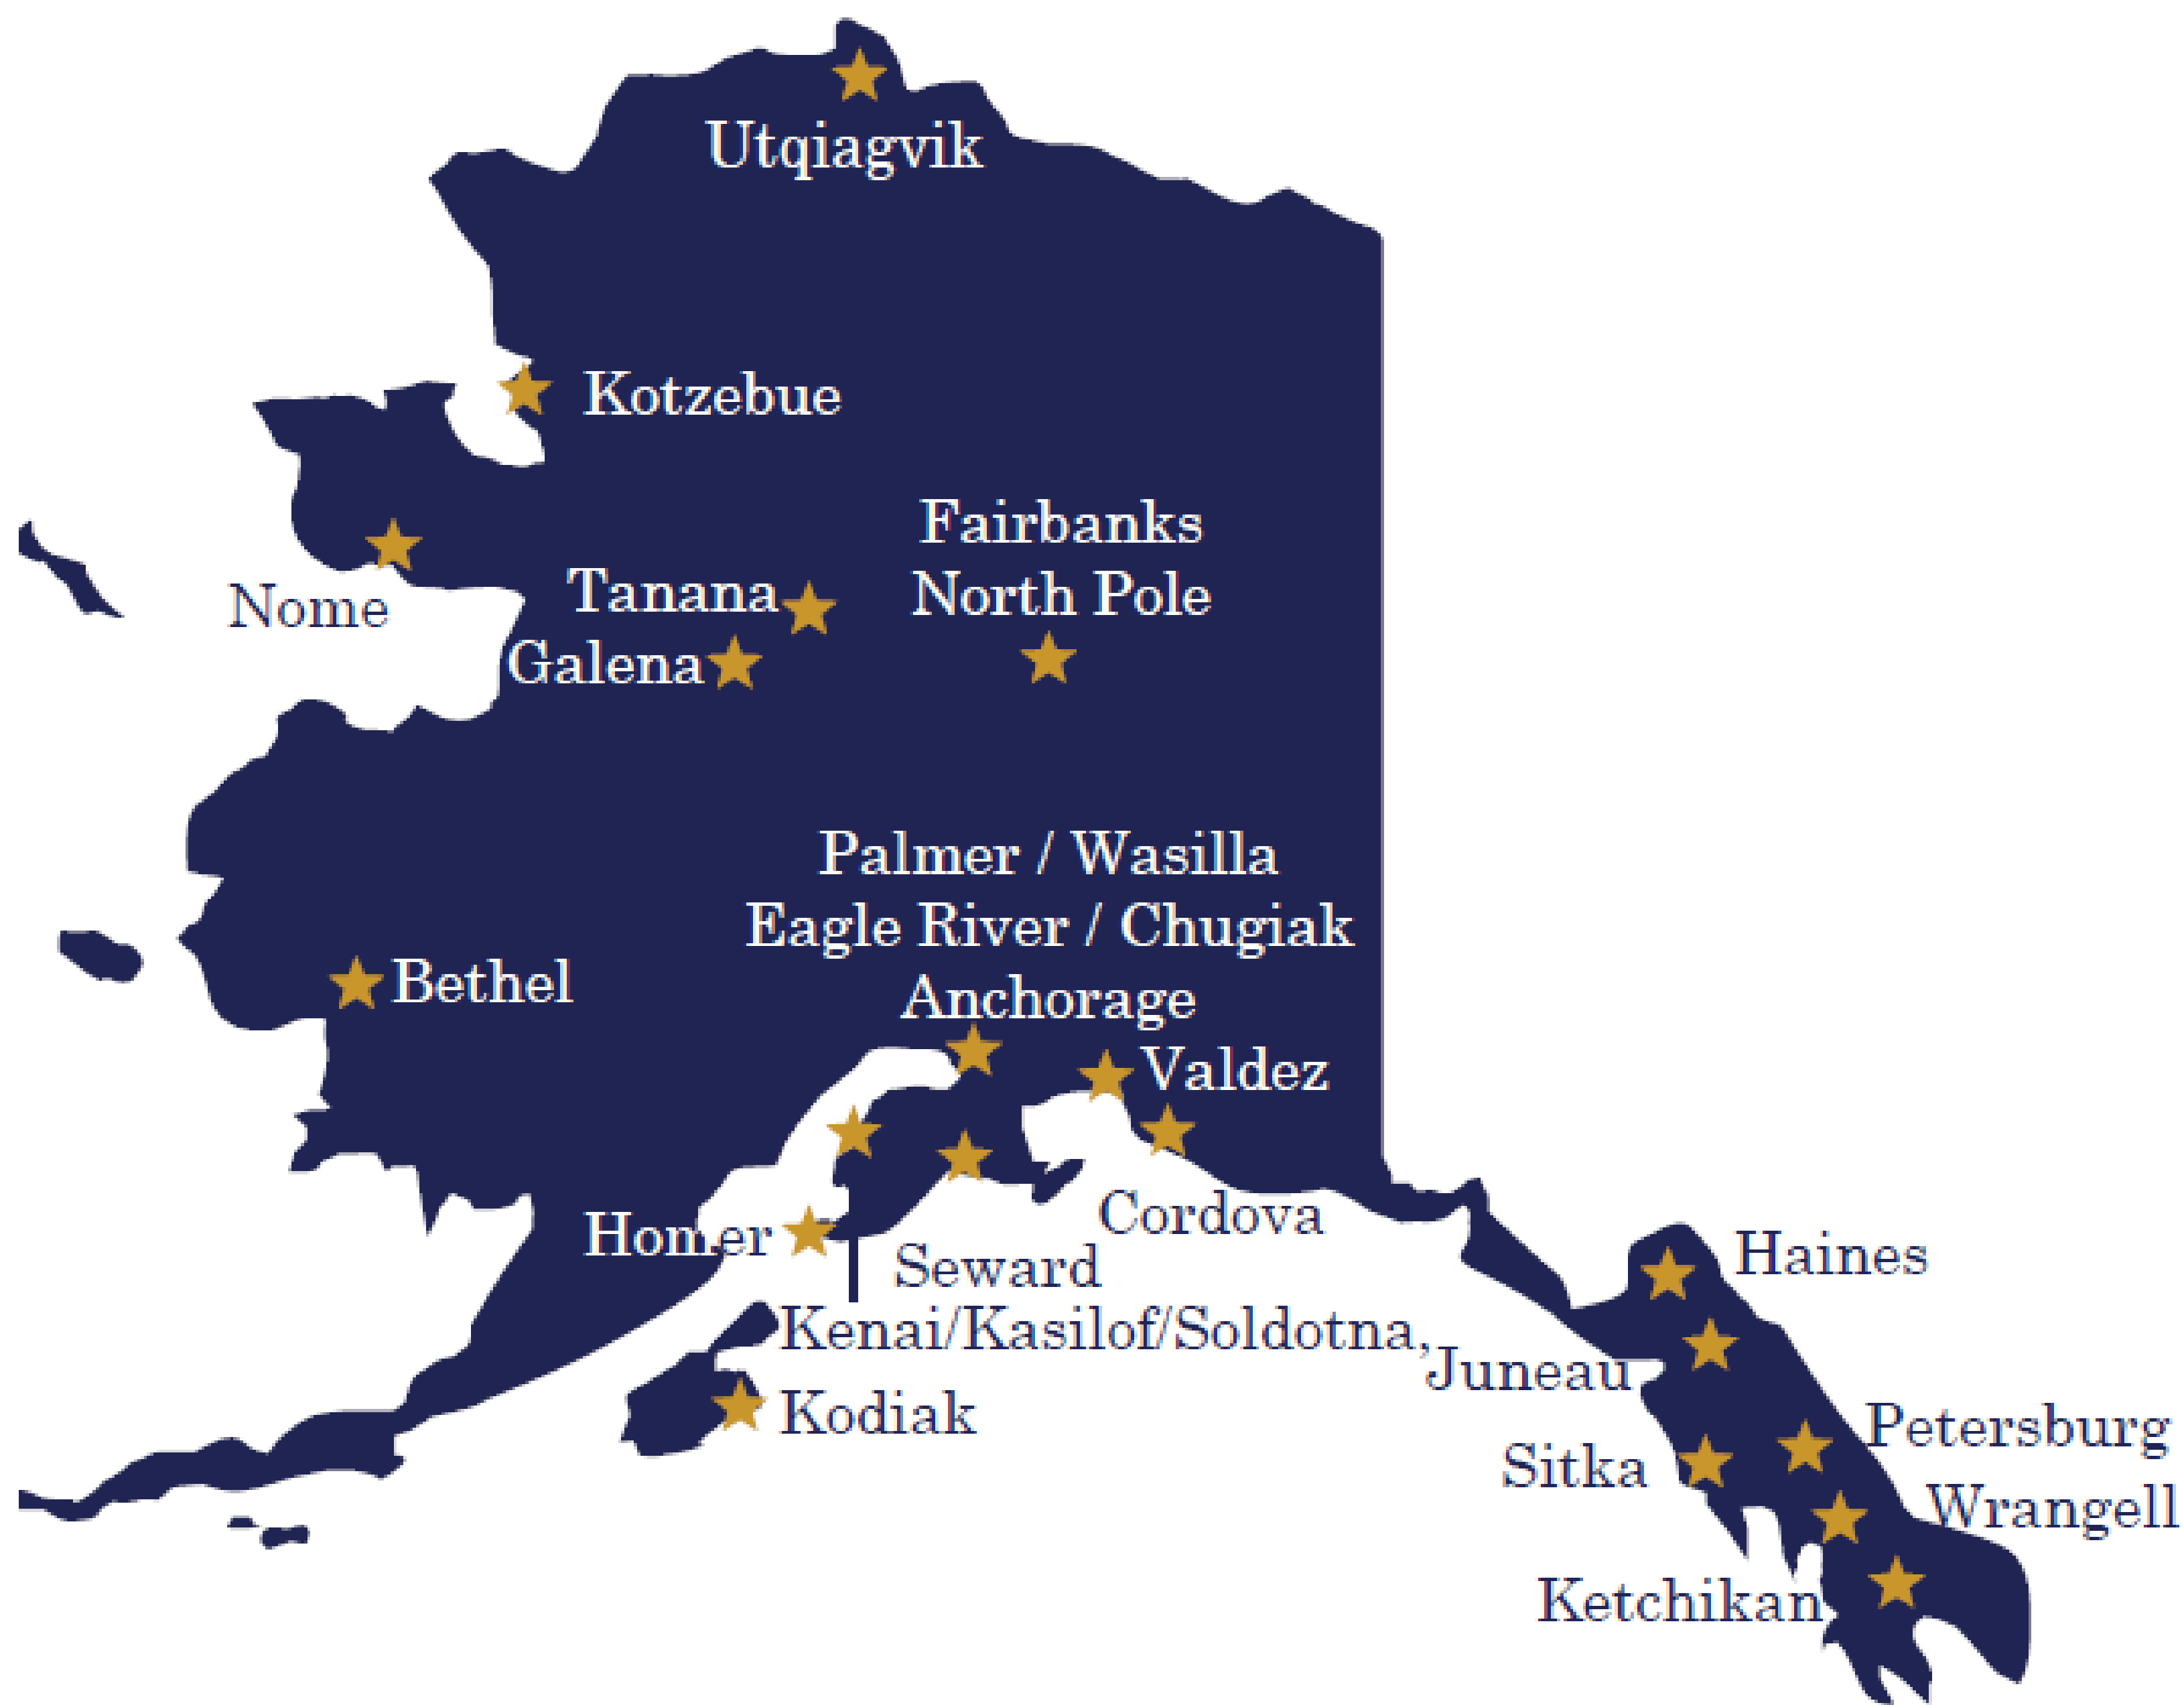 Utqiagvik
Kotzebue
Fairbanks
North Pole
Nome
Tanana
Galena
Palmer / Wasilla
Eagle River / Chugiak
Anchorage
Bethel
Valdez
Cordova
Homer
Seward
Haines
Kenai/Kasilof/Soldotna,
Juneau
Kodiak
Petersburg
Sitka
Wrangell
Ketchikan